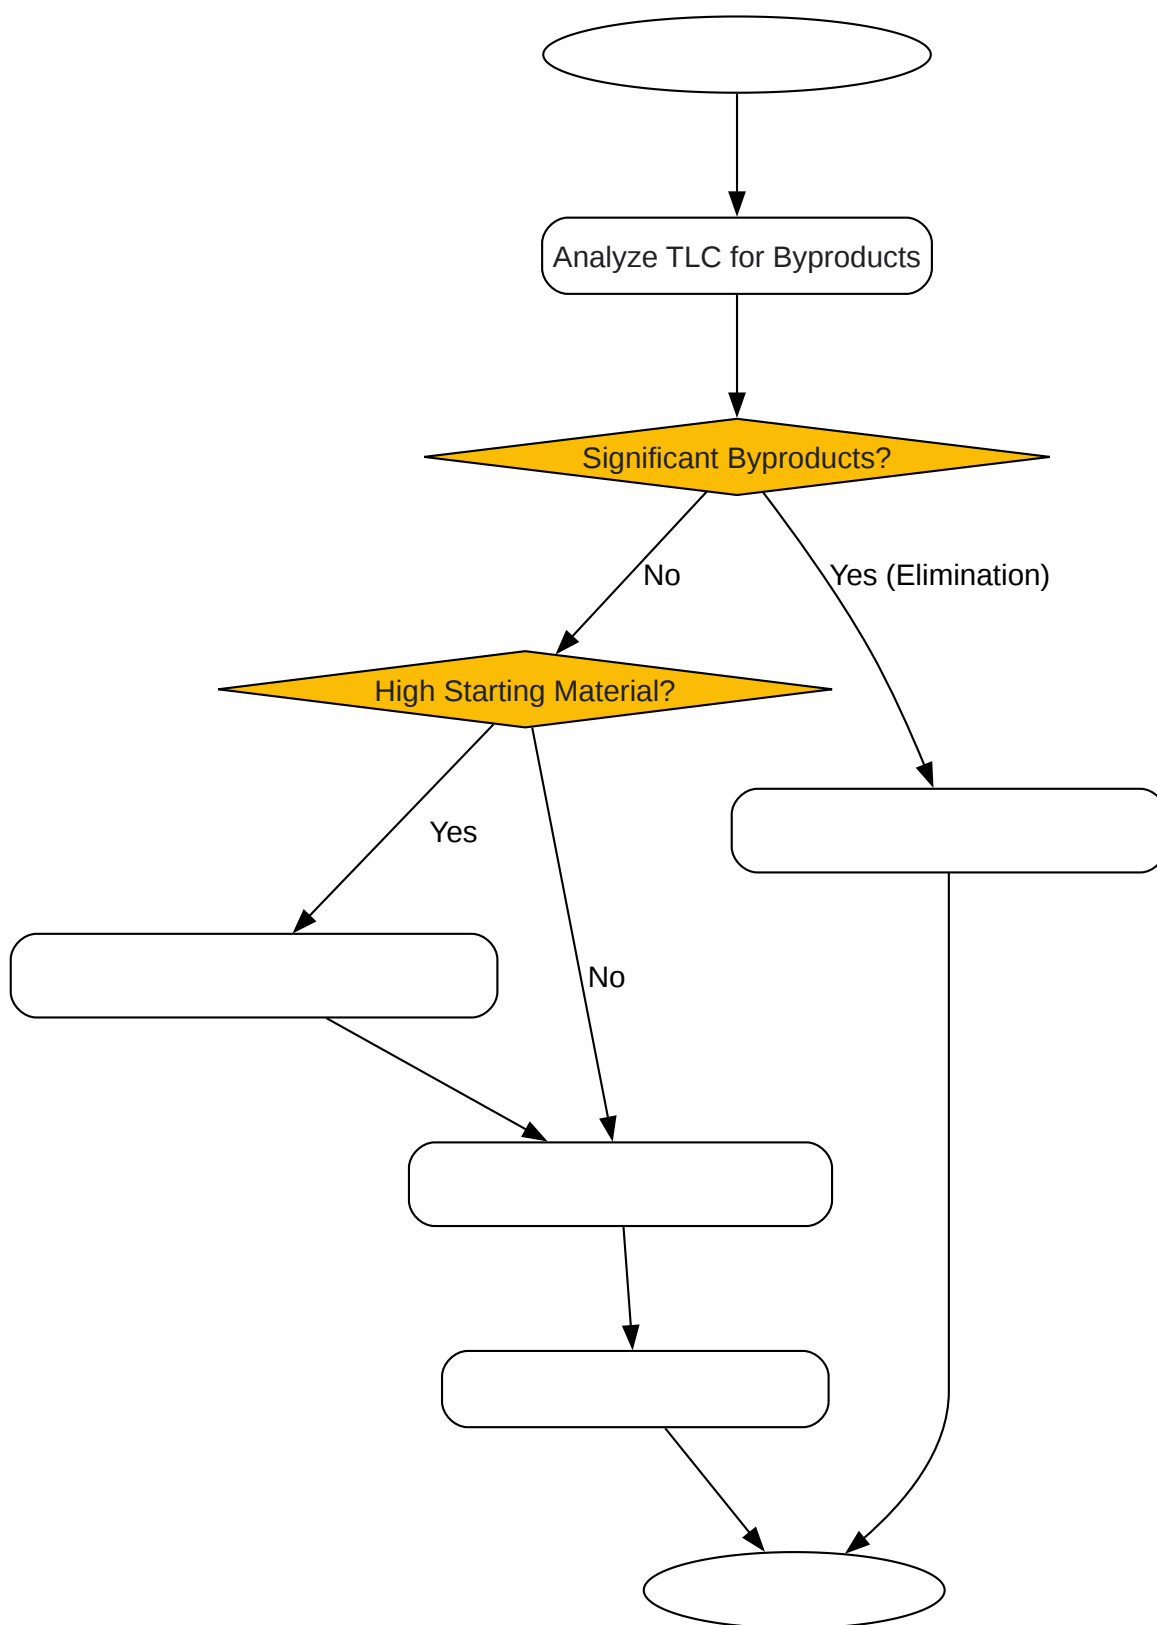 Analyze TLC for Byproducts
Significant Byproducts?
No
Yes (Elimination)
High Starting Material?
Yes
No